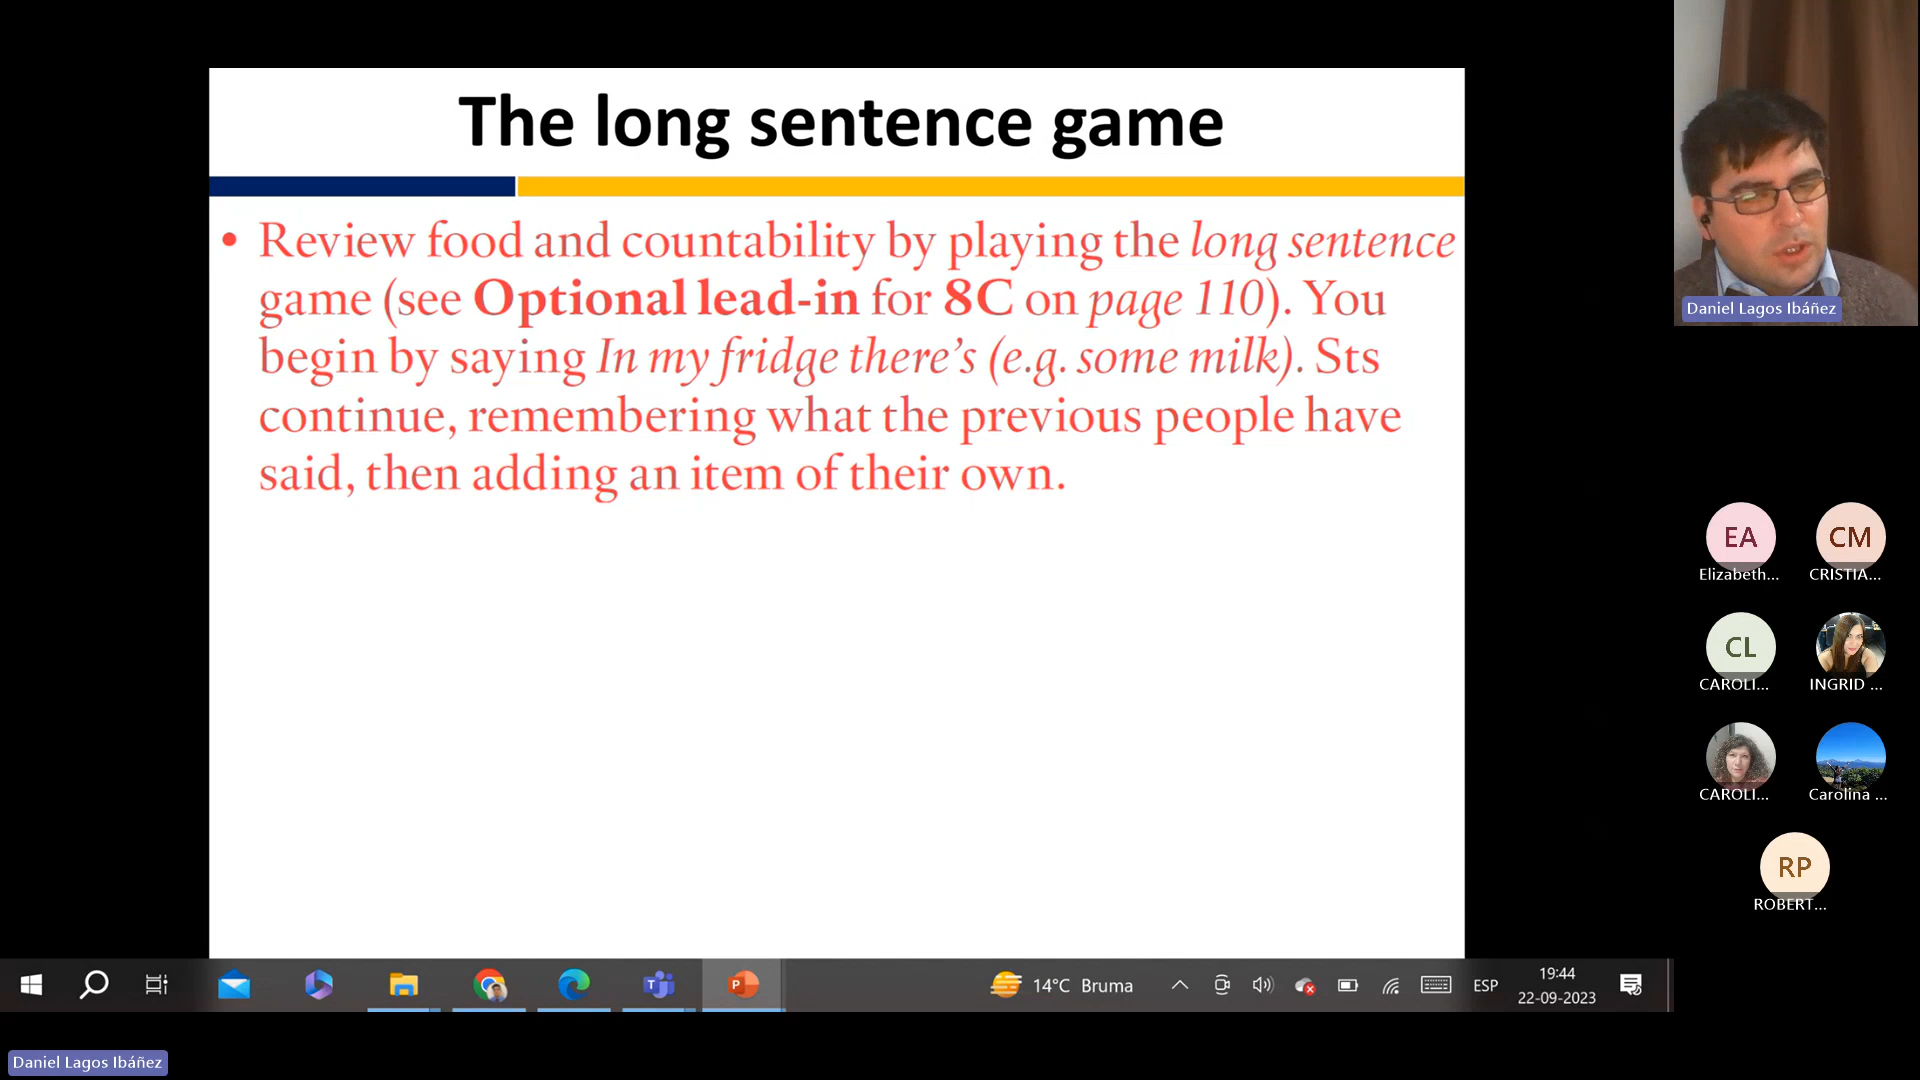 The long sentence game
• Review food and countability by playing the long sentence
game (see Optional lead-in for 8C on page 110). You
begin by saying In my fridge there's (e.g. some milk). Sts
continue, remembering what the previous people have
said, then adding an item of their own.
Daniel Lagos Ibáñez
EA
Elizabeth...
CM
CRISTIA...
CL
CAROLI...
INGRID ...
CAROLI...
Carolina ...
RP
ROBERT...
14°C Bruma
ESP
19:44
22-09-2023
Daniel Lagos Ibáñez